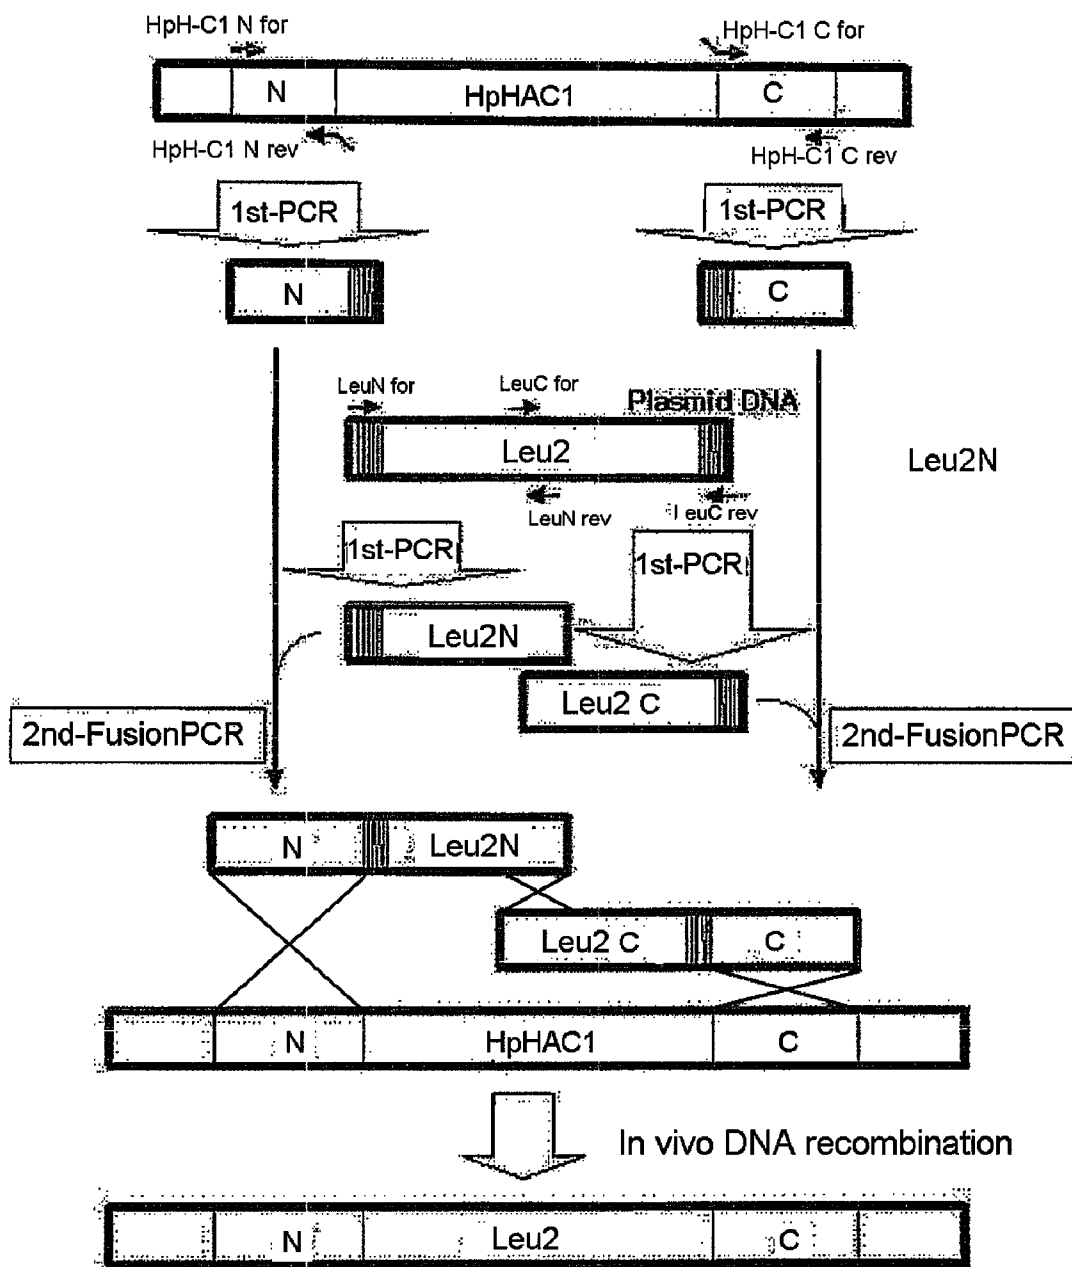 HpH-C1 N for
HpH-C1 C for
N
HpHAC1
C
HpH-C1 N rev
HpH-C1 C rev
1st-PCR
1st-PCR
N
C
LeuN for
LeuC for
Plasmid DNA
Leu2
Leu2N
LeuN rev
LeuC rev
1st-PCR
1st-PCR
Leu2N
Leu2 C
2nd-FusionPCR
2nd-FusionPCR
N
Leu2N
Leu2 C
C
N
HpHAC1
C
In vivo DNA recombination
N
Leu2
C